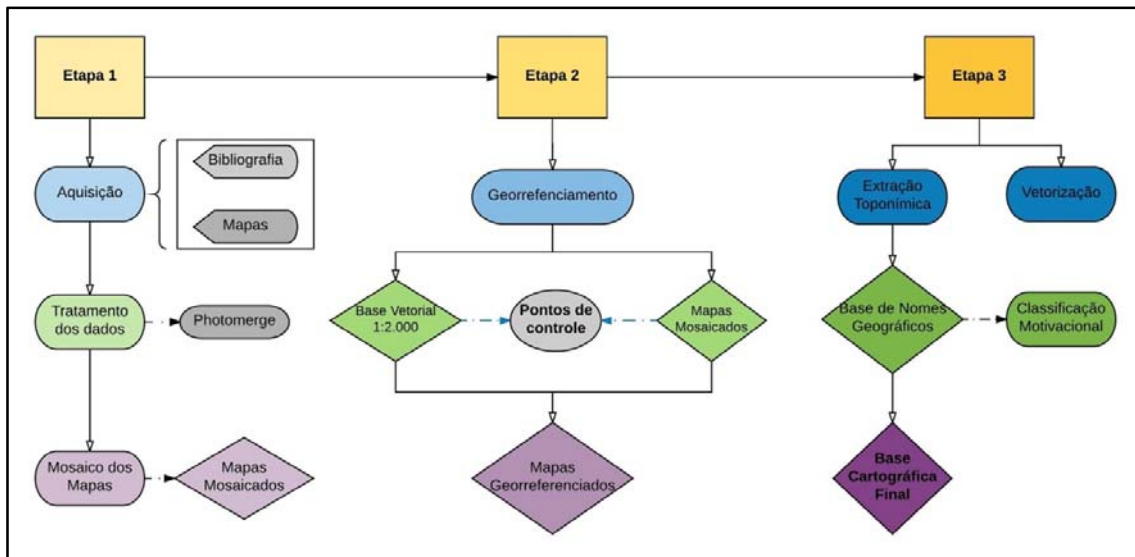 Etapa 1
Etapa 2
Etapa 3
Aquisição
Bibliografia
Mapas
Tratamento
dos dados
Photomerge
Mosaico dos
Mapas
Mapas
Mosaicados
Georrefenciamento
Base Vetorial
1:2.000
Pontos de
controle
Mapas
Mosaicados
Mapas
Georreferenciados
Extração
Toponímica
Vetorização
Base de Nomes
Geográficos
Classificação
Motivacional
Base
Cartográfica
Final